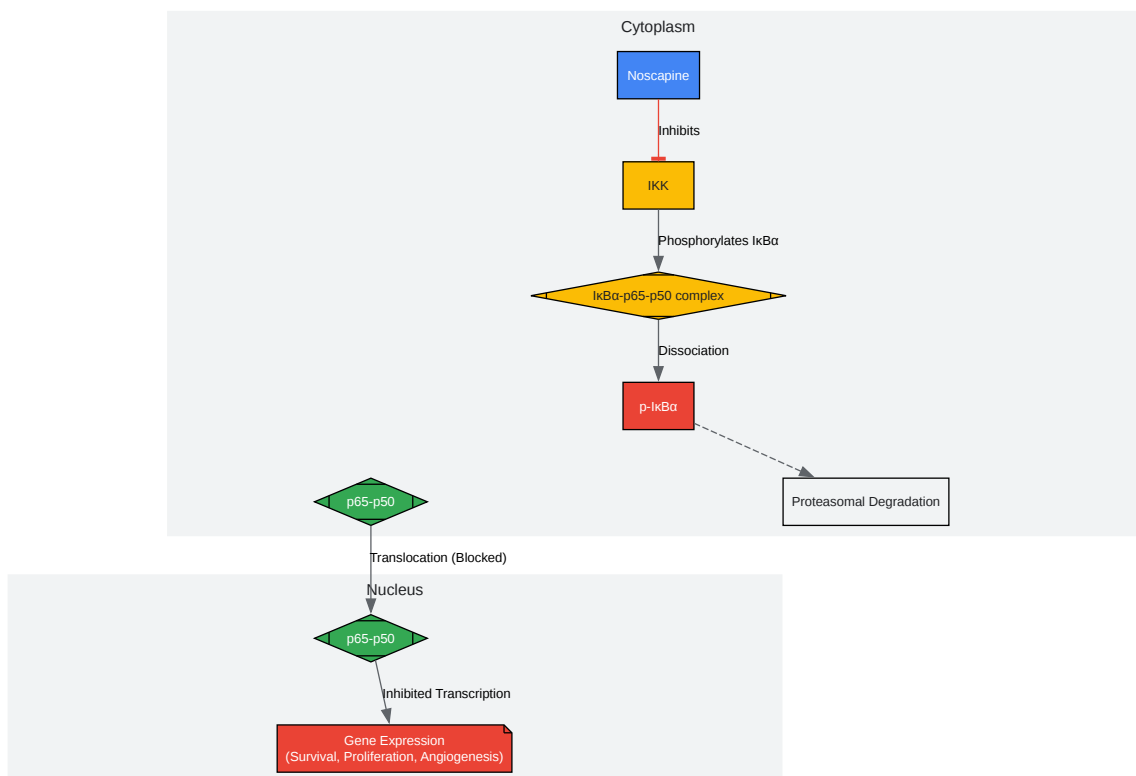 Cytoplasm
Noscapine
Inhibits
IKK
Phosphorylates IκBα
IκBα-p65-p50 complex
Dissociation
p-IκBα
p65-p50
Proteasomal Degradation
Translocation (Blocked)
Nucleus
p65-p50
Inhibited Transcription
Gene Expression
(Survival, Proliferation, Angiogenesis)